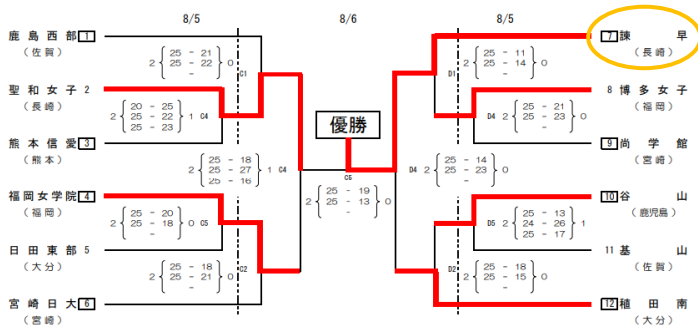 8/5 8/6 8/5
鹿島西部 1
(佐賀)
2 25 - 21 0
25 - 22
-
C1
聖和女子 2
(長崎)
20 - 25
2 25 - 22 1 C4
25 - 23
熊本信愛 3
(熊本)
25 - 18
2 25 - 27 1 C4
25 - 16
福岡女学院 4
(福岡)
25 - 20
2 25 - 18 0 C5
-
日田東部 5
(大分)
25 - 18
2 25 - 21 0
-
C2
宮崎日大 6
(宮崎)
優勝
C6
25 - 19
2 25 - 13 0
-
7 諫早
(長崎)
25 - 11
2 25 - 14 0
-
D1
8 博多女子
(福岡)
25 - 21
D4 2 25 - 23 0
-
9 尚学館
(宮崎)
25 - 14
D4 2 25 - 23 0
-
10 谷山
(鹿児島)
25 - 13
D5 2 24 - 26 1
25 - 17
11 基山
(佐賀)
D2
25 - 18
2 25 - 15 0
-
12 稙田南
(大分)